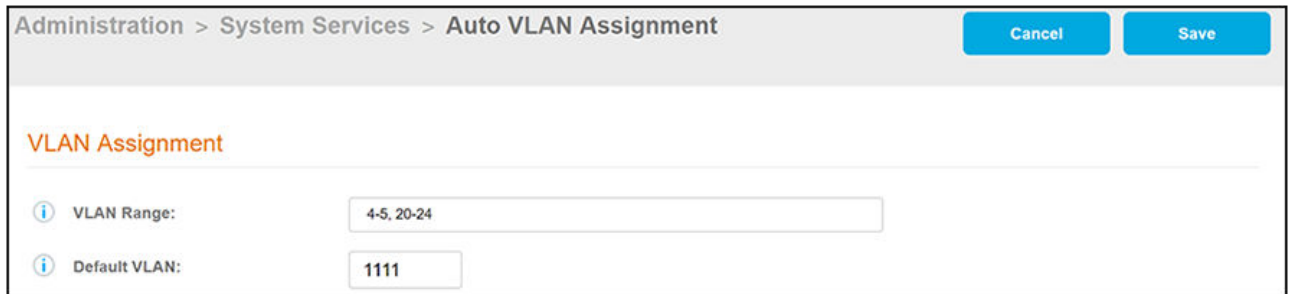 Administration > System Services > Auto VLAN Assignment
Cancel
Save
VLAN Assignment
VLAN Range:
4-5, 20-24
Default VLAN:
1111